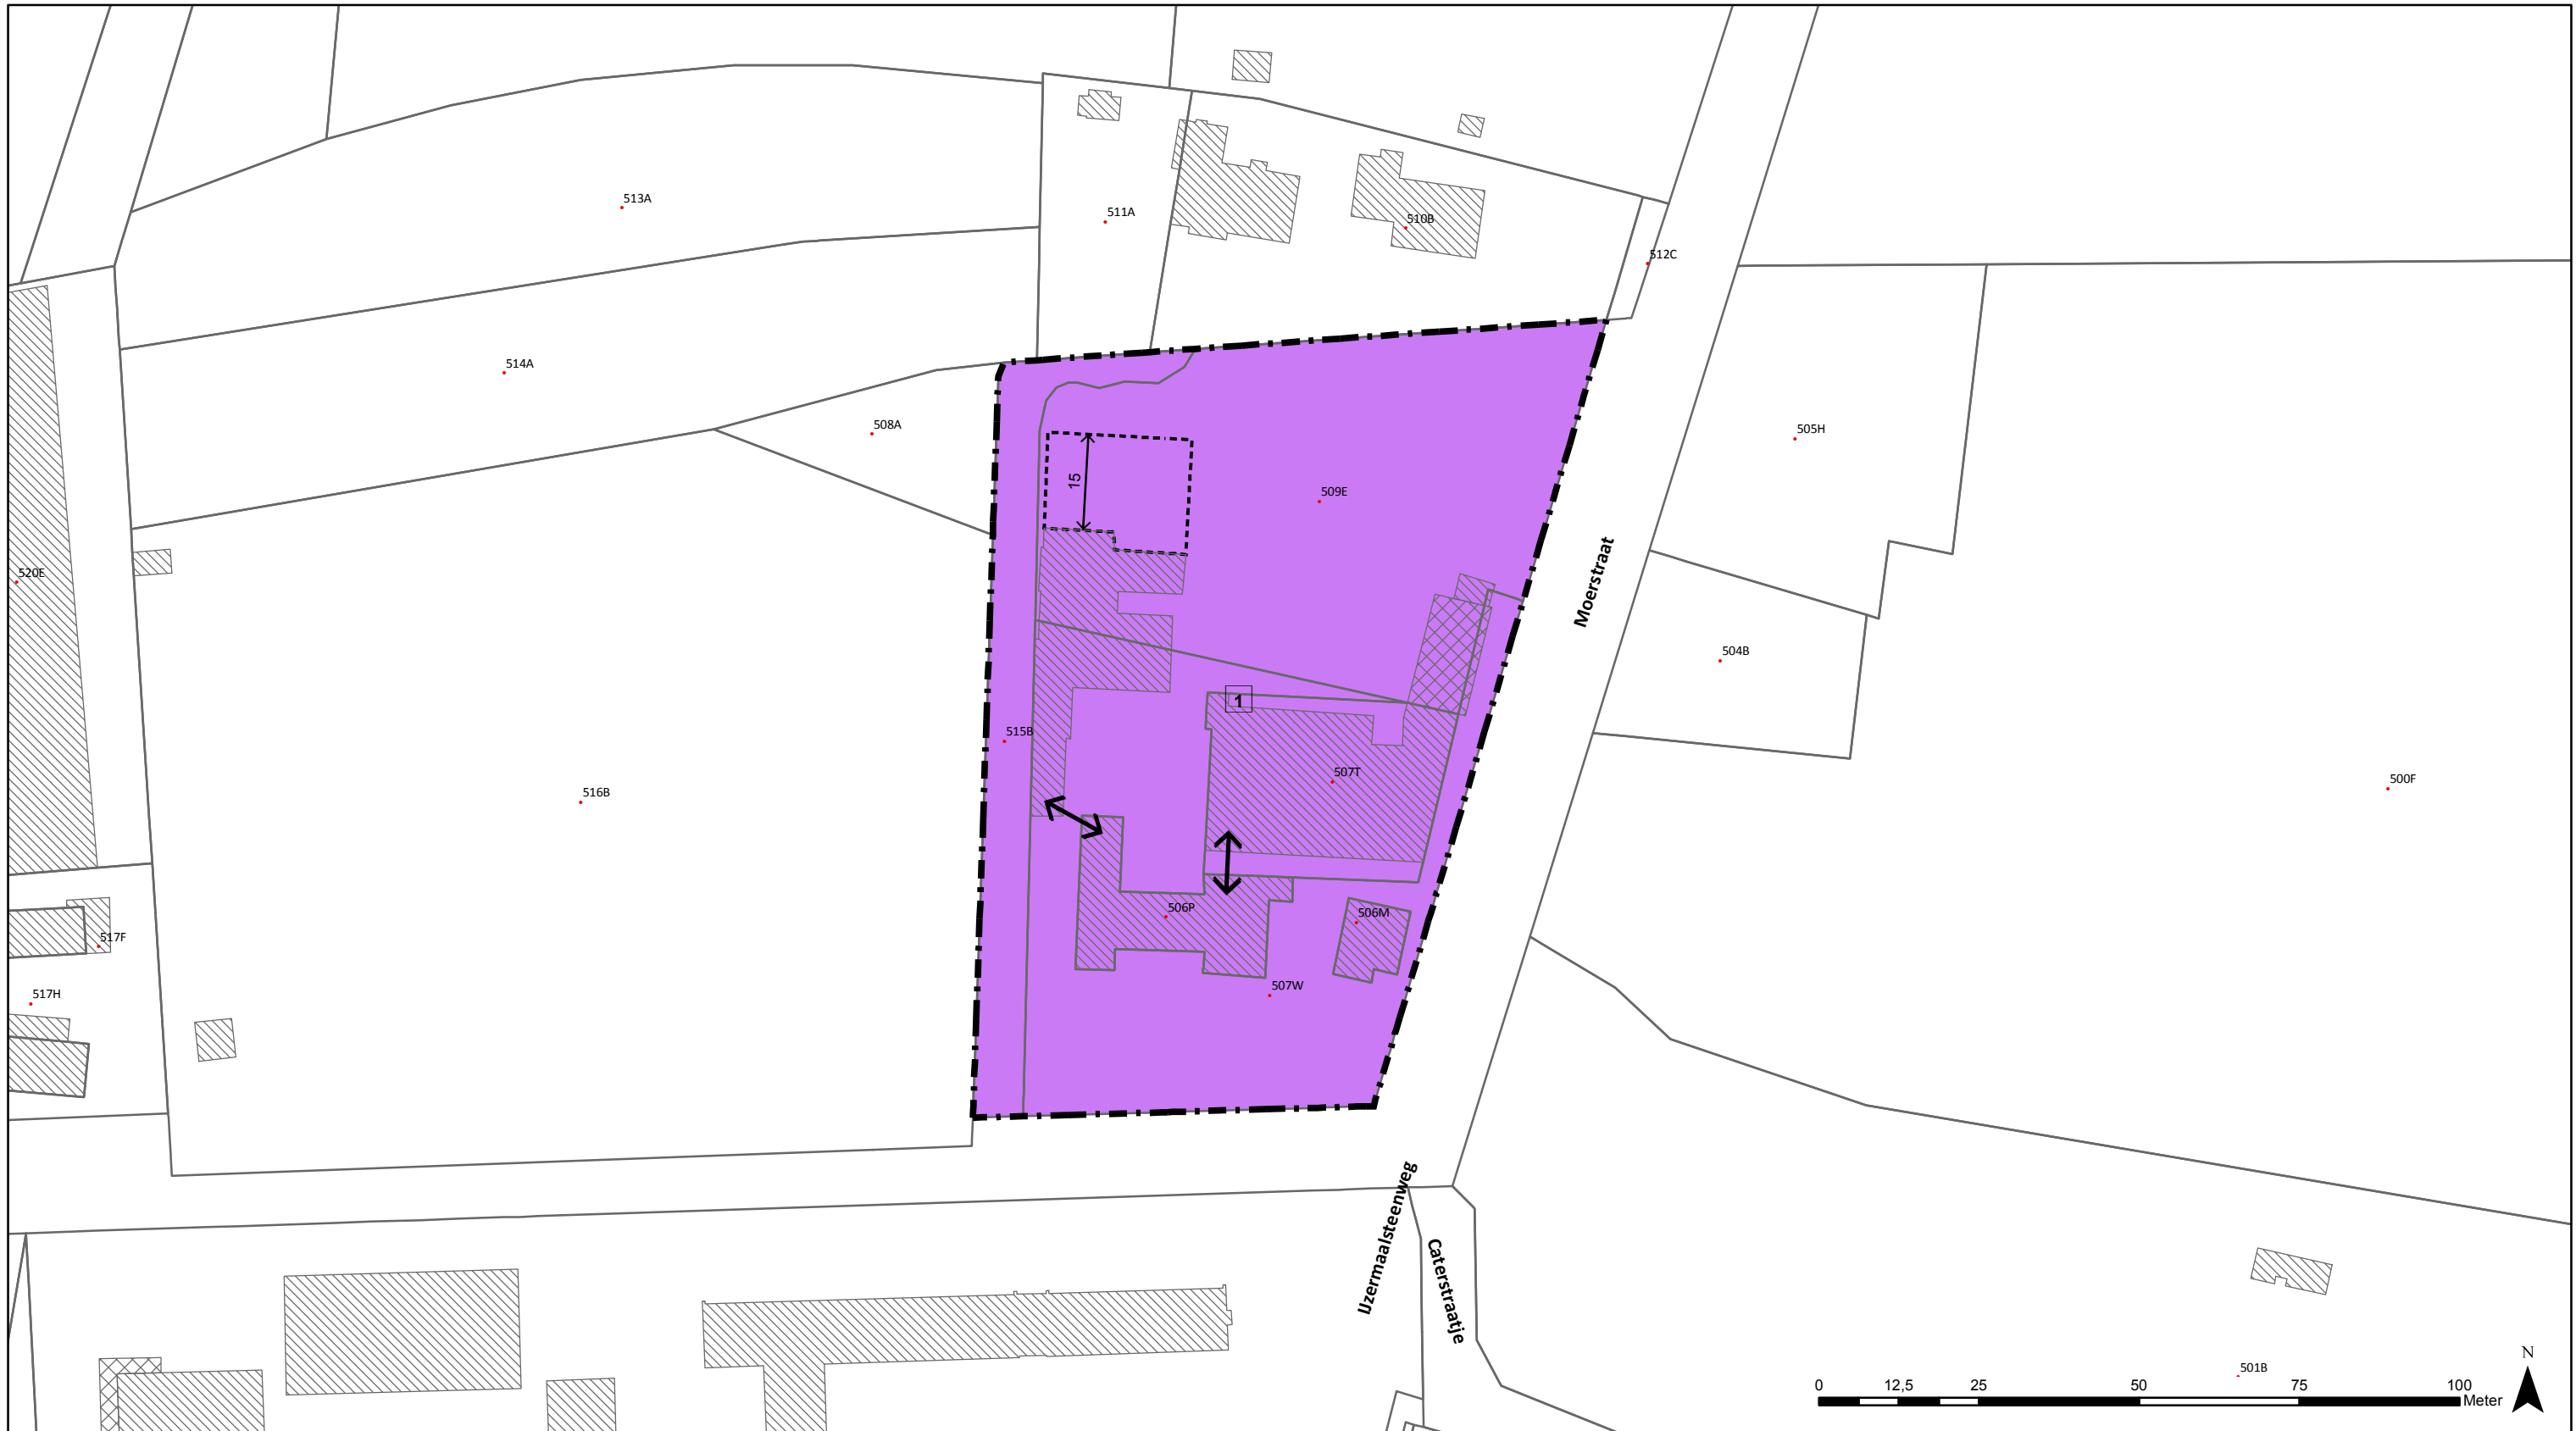 513A
511A
510B
512C
514A
508A
505H
15
509E
520E
Moerstraat
504B
1
515B
507T
516B
500F
506P
506M
517F
507W
517H
IJzermaalsteenweg
Caterstraatje
N
501B
0 12,5 25 50 75 100
Meter